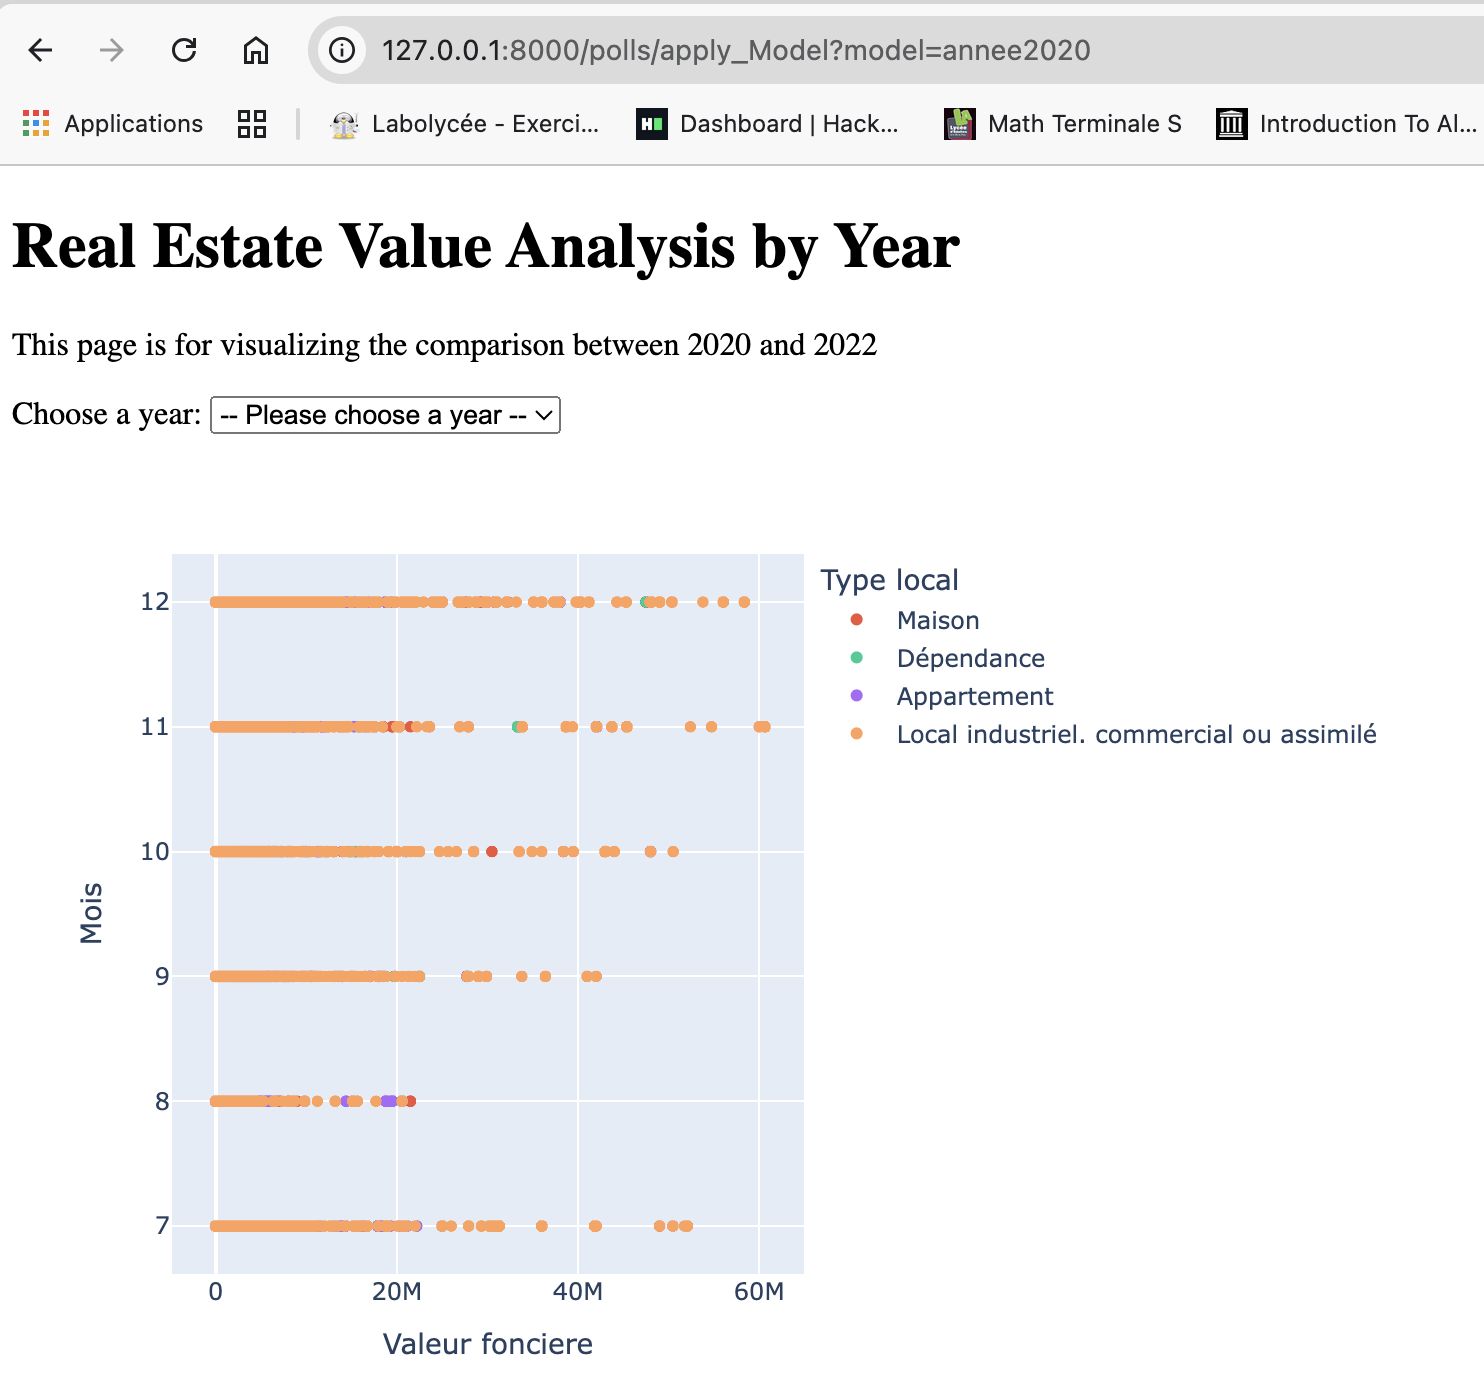 127.0.0.1:8000/polls/apply_Model?model=annee2020
Applications Labolycée - Exerci... Dashboard | Hack... Math Terminale S Introduction To Al...
Real Estate Value Analysis by Year
This page is for visualizing the comparison between 2020 and 2022
Choose a year: -- Please choose a year --
Type local
Maison
Dépendance
Appartement
Local industriel. commercial ou assimilé
12
11
10
9
8
7
Mois
0 20M 40M 60M
Valeur fonciere